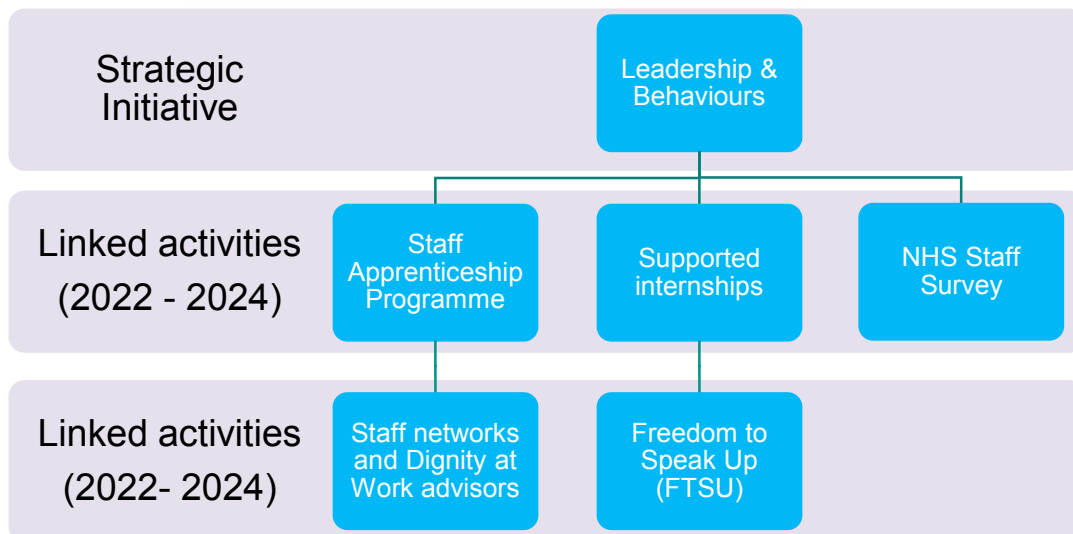 Strategic
Initiative
Leadership &
Behaviours
Linked activities
(2022 - 2024)
Staff
Apprenticeship
Programme
Supported
internships
NHS Staff
Survey
Linked activities
(2022- 2024)
Staff networks
and Dignity at
Work advisors
Freedom to
Speak Up
(FTSU)